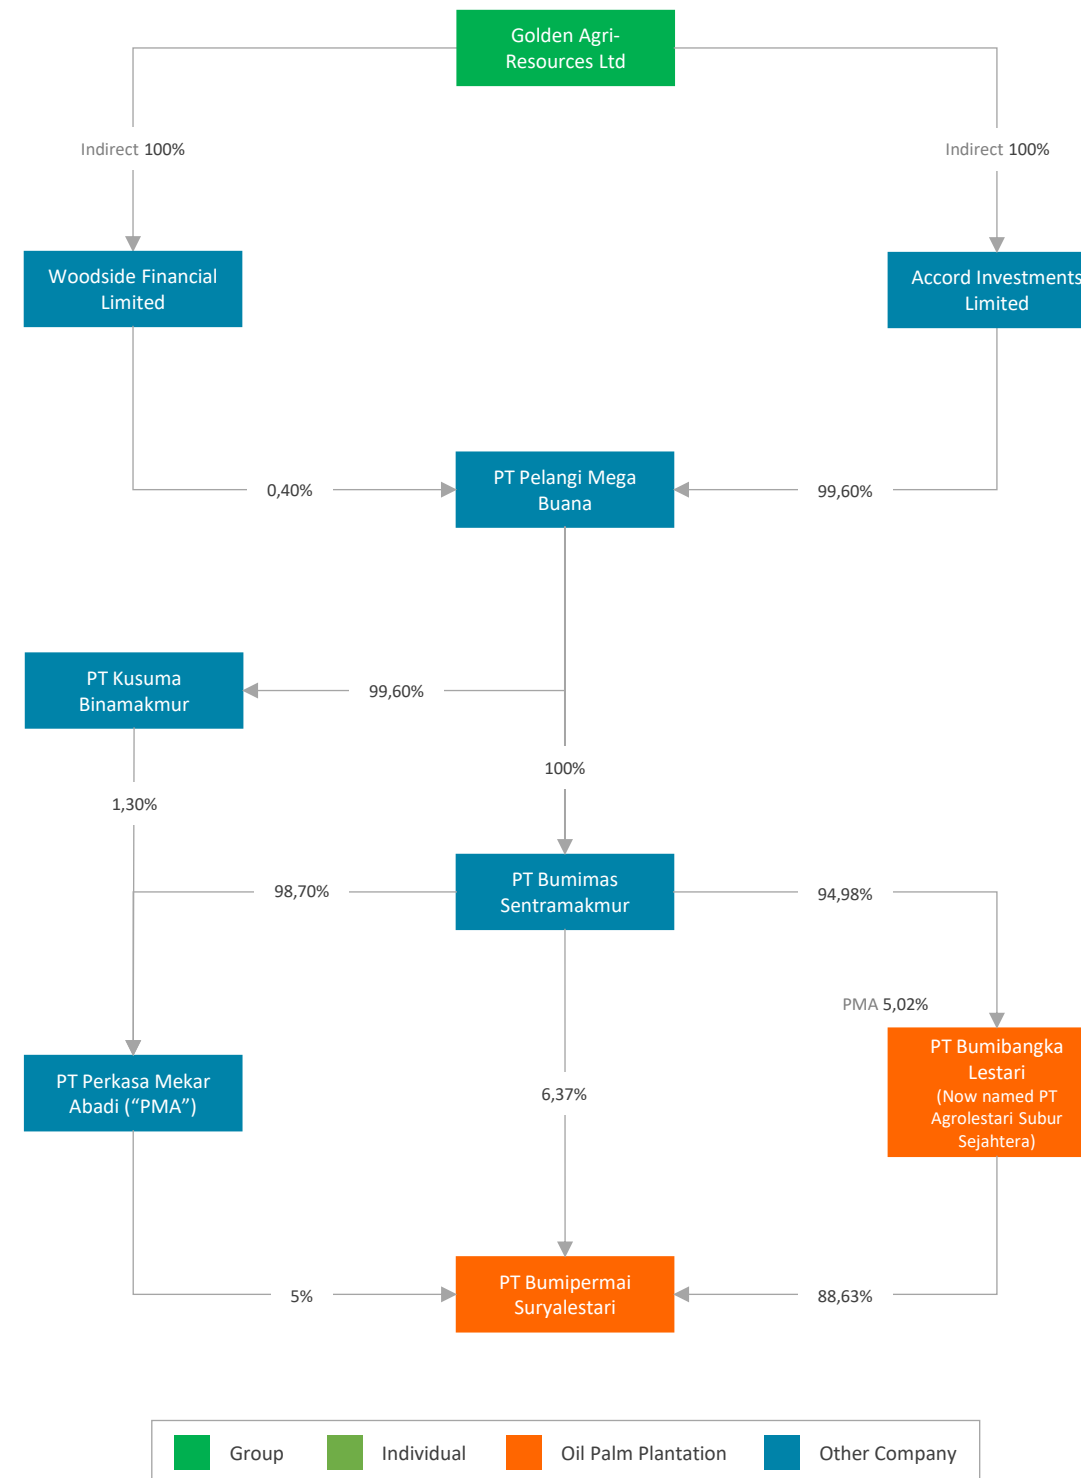 Golden Agri-
Resources Ltd
Indirect 100%
Indirect 100%
Woodside Financial
Limited
Accord Investments
Limited
0,40%
PT Pelangi Mega
Buana
99,60%
PT Kusuma
Binamakmur
99,60%
100%
1,30%
98,70%
PT Bumimas
Sentramakmur
94,98%
PMA 5,02%
PT Perkasa Mekar
Abadi (“PMA”)
6,37%
PT Bumibangka
Lestari
(Now named PT
Agrolestari Subur
Sejahtera)
5%
PT Bumipermai
Suryalestari
88,63%
Group
Individual
Oil Palm Plantation
Other Company